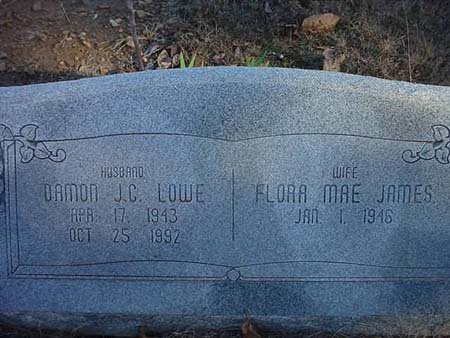 HUSBAND
DAMON J.C. LOWE
APR. 17, 1943
OCT 25 1992
WIFE
FLORA MAE JAMES
JAN. 1, 1946